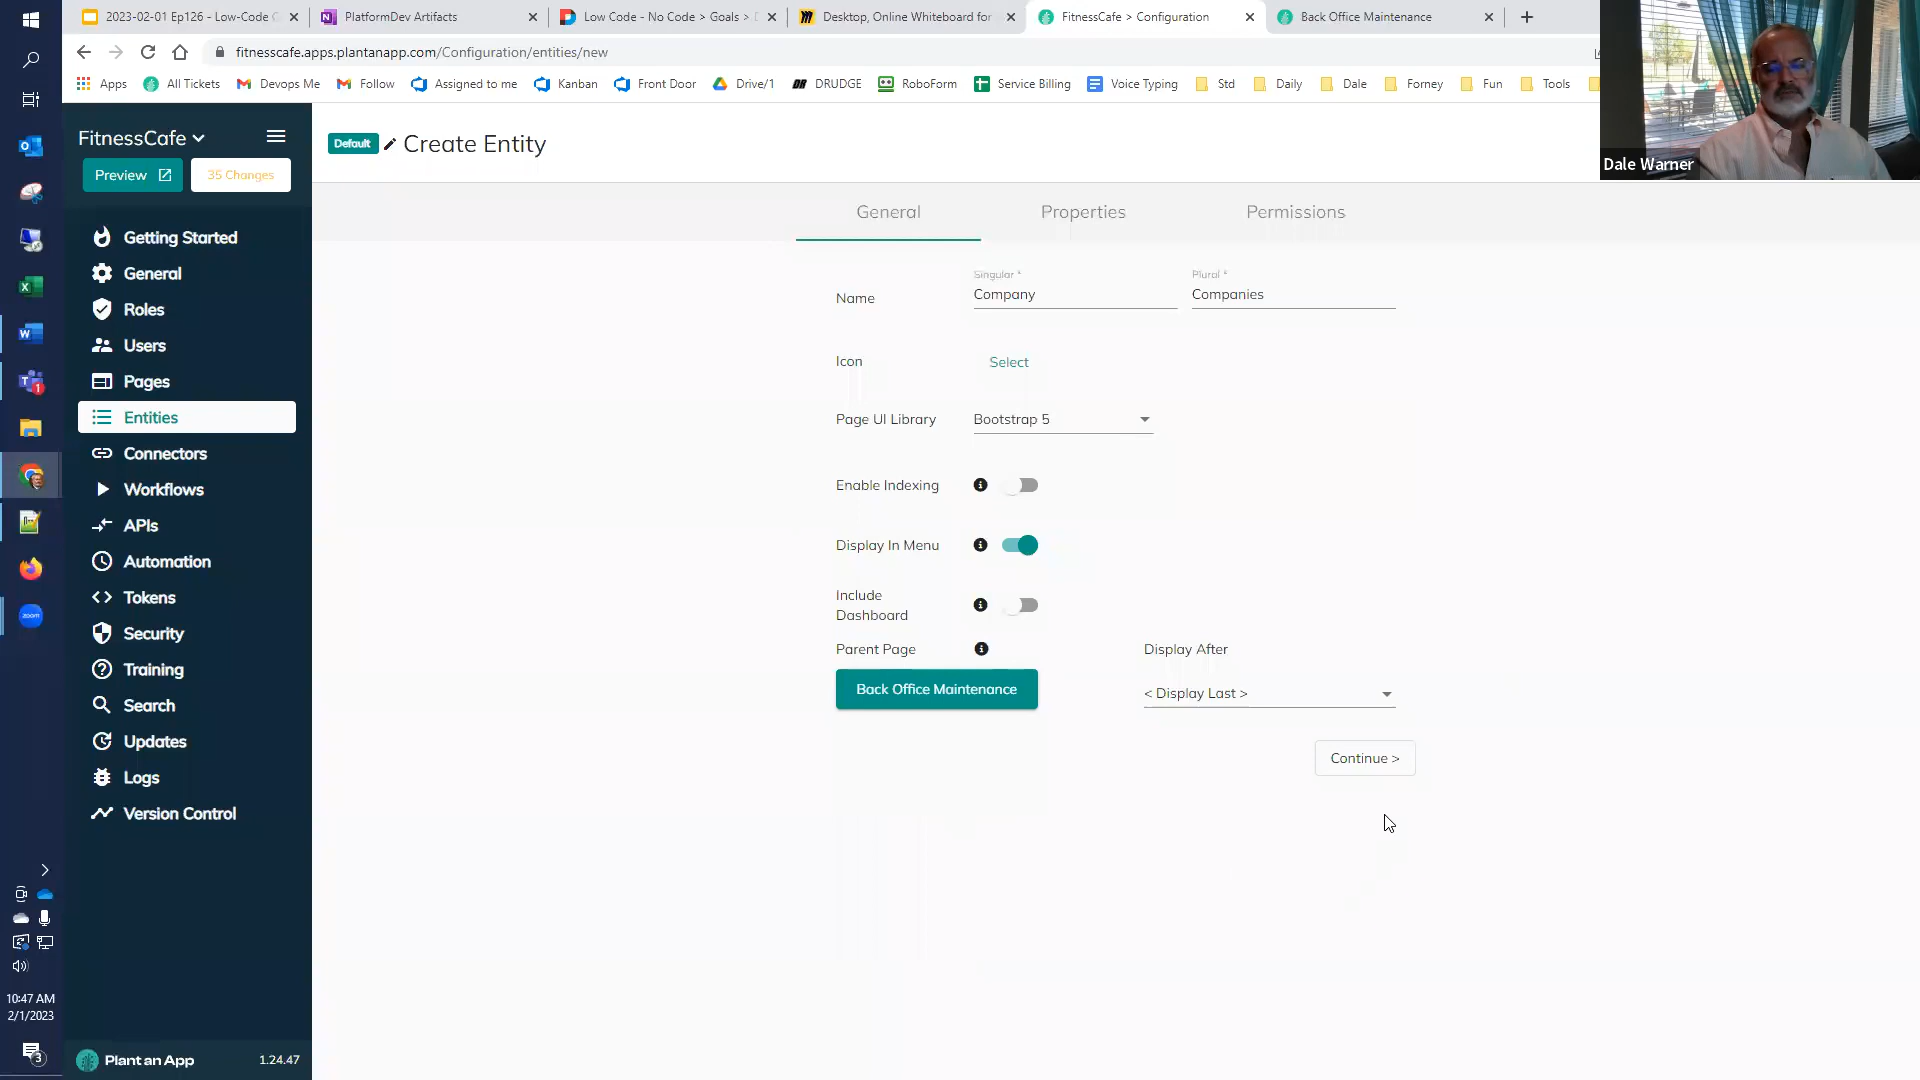 2023-02-01 Ep126 - Low-Code
PlatformDev Artifacts
Low Code - No Code > Goals >
Desktop, Online Whiteboard for
FitnessCafe > Configuration
Back Office Maintenance
fitnesscafe.apps.plantanapp.com/Configuration/entities/new
Apps
All Tickets
Devops Me
Follow
Assigned to me
Kanban
Front Door
Drive/1
DRUDGE
RoboForm
Service Billing
Voice Typing
Std
Daily
Dale
Forney
Fun
Tools
Dale Warner
FitnessCafe
Preview
35 Changes
Getting Started
General
Roles
Users
Pages
Entities
Connectors
Workflows
APIs
Automation
Tokens
Security
Training
Search
Updates
Logs
Version Control
Plant an App
1.24.47
Default
Create Entity
General
Properties
Permissions
Name
Singular *
Company
Plural *
Companies
Icon
Select
Page UI Library
Bootstrap 5
Enable Indexing
Display In Menu
Include
Dashboard
Parent Page
Display After
Back Office Maintenance
< Display Last >
Continue >
zoom
10:47 AM
2/1/2023
3